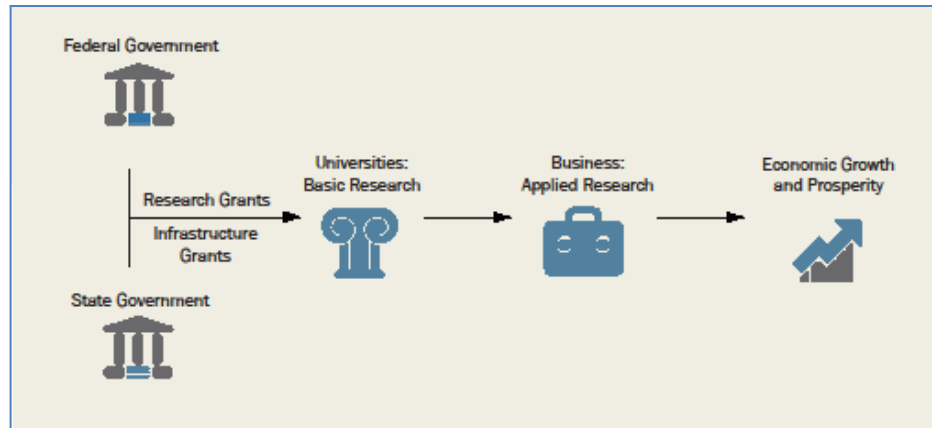 Federal Government
Universities:
Basic Research
Business:
Applied Research
Economic Growth
and Prosperity
Research Grants
Infrastructure
Grants
State Government